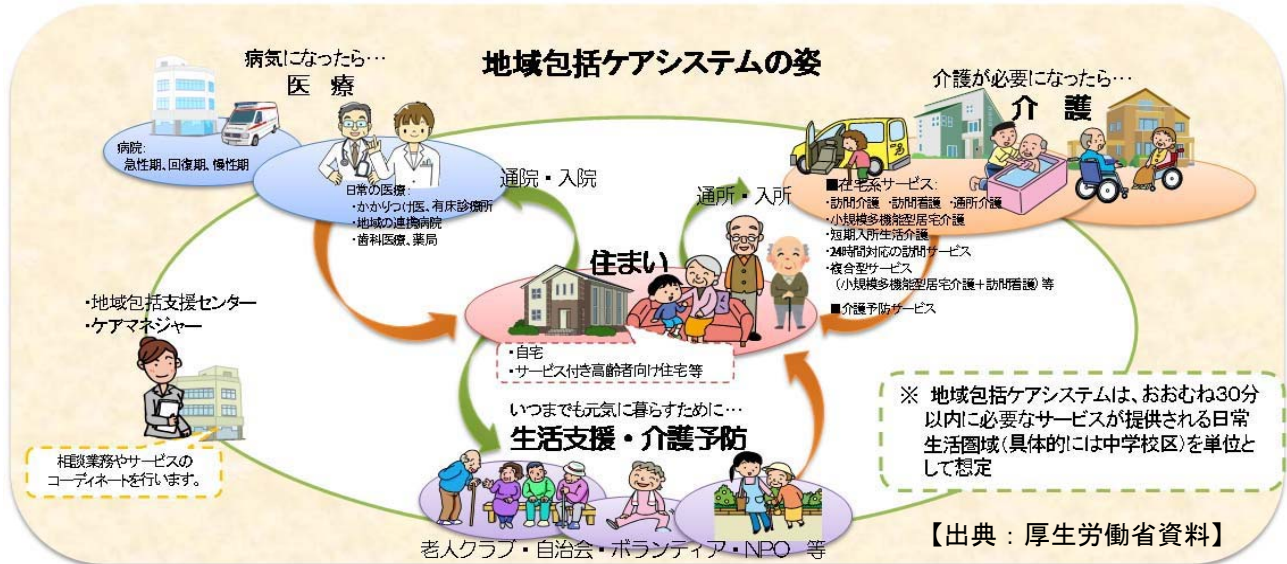 地域包括ケアシステムの姿
病気になったら…
医 療
病院:
急性期、回復期、慢性期
日常の医療:
・かかりつけ医、有床診療所
・地域の連携病院
・歯科医療、薬局
通院・入院
通所・入所
介護が必要になったら…
介 護
■在宅系サービス:
・訪問介護 ・訪問看護 ・通所介護
・小規模多機能型居宅介護
・短期入所生活介護
・24時間対応の訪問サービス
・複合型サービス
（小規模多機能型居宅介護＋訪問看護）等
■介護予防サービス
住まい
・自宅
・サービス付き高齢者向け住宅等
・地域包括支援センター
・ケアマネジャー
相談業務やサービスの
コーディネートを行います。
いつまでも元気に暮らすために…
生活支援・介護予防
老人クラブ・自治会・ボランティア・NPO 等
※ 地域包括ケアシステムは、おおむね30分
以内に必要なサービスが提供される日常
生活圏域（具体的には中学校区）を単位と
して想定
【出典：厚生労働省資料】